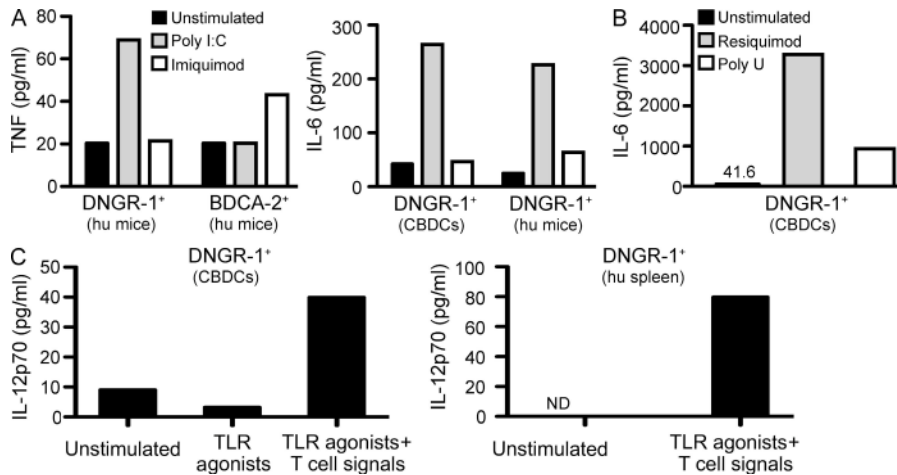 A
TNF (pg/ml)
80
60
40
20
0
Unstimulated
Poly I:C
Imiquimod
DNGR-1⁺
(hu mice)
BDCA-2⁺
(hu mice)
IL-6 (pg/ml)
300
200
100
0
DNGR-1⁺
(CBDCs)
DNGR-1⁺
(hu mice)
B
IL-6 (pg/ml)
4000
3000
2000
1000
0
Unstimulated
Resiquimod
Poly U
41.6
DNGR-1⁺
(CBDCs)
C
DNGR-1⁺
(CBDCs)
IL-12p70 (pg/ml)
50
40
30
20
10
0
Unstimulated
TLR
agonists
TLR agonists+
T cell signals
DNGR-1⁺
(hu spleen)
IL-12p70 (pg/ml)
100
80
60
40
20
0
ND
Unstimulated
TLR agonists+
T cell signals